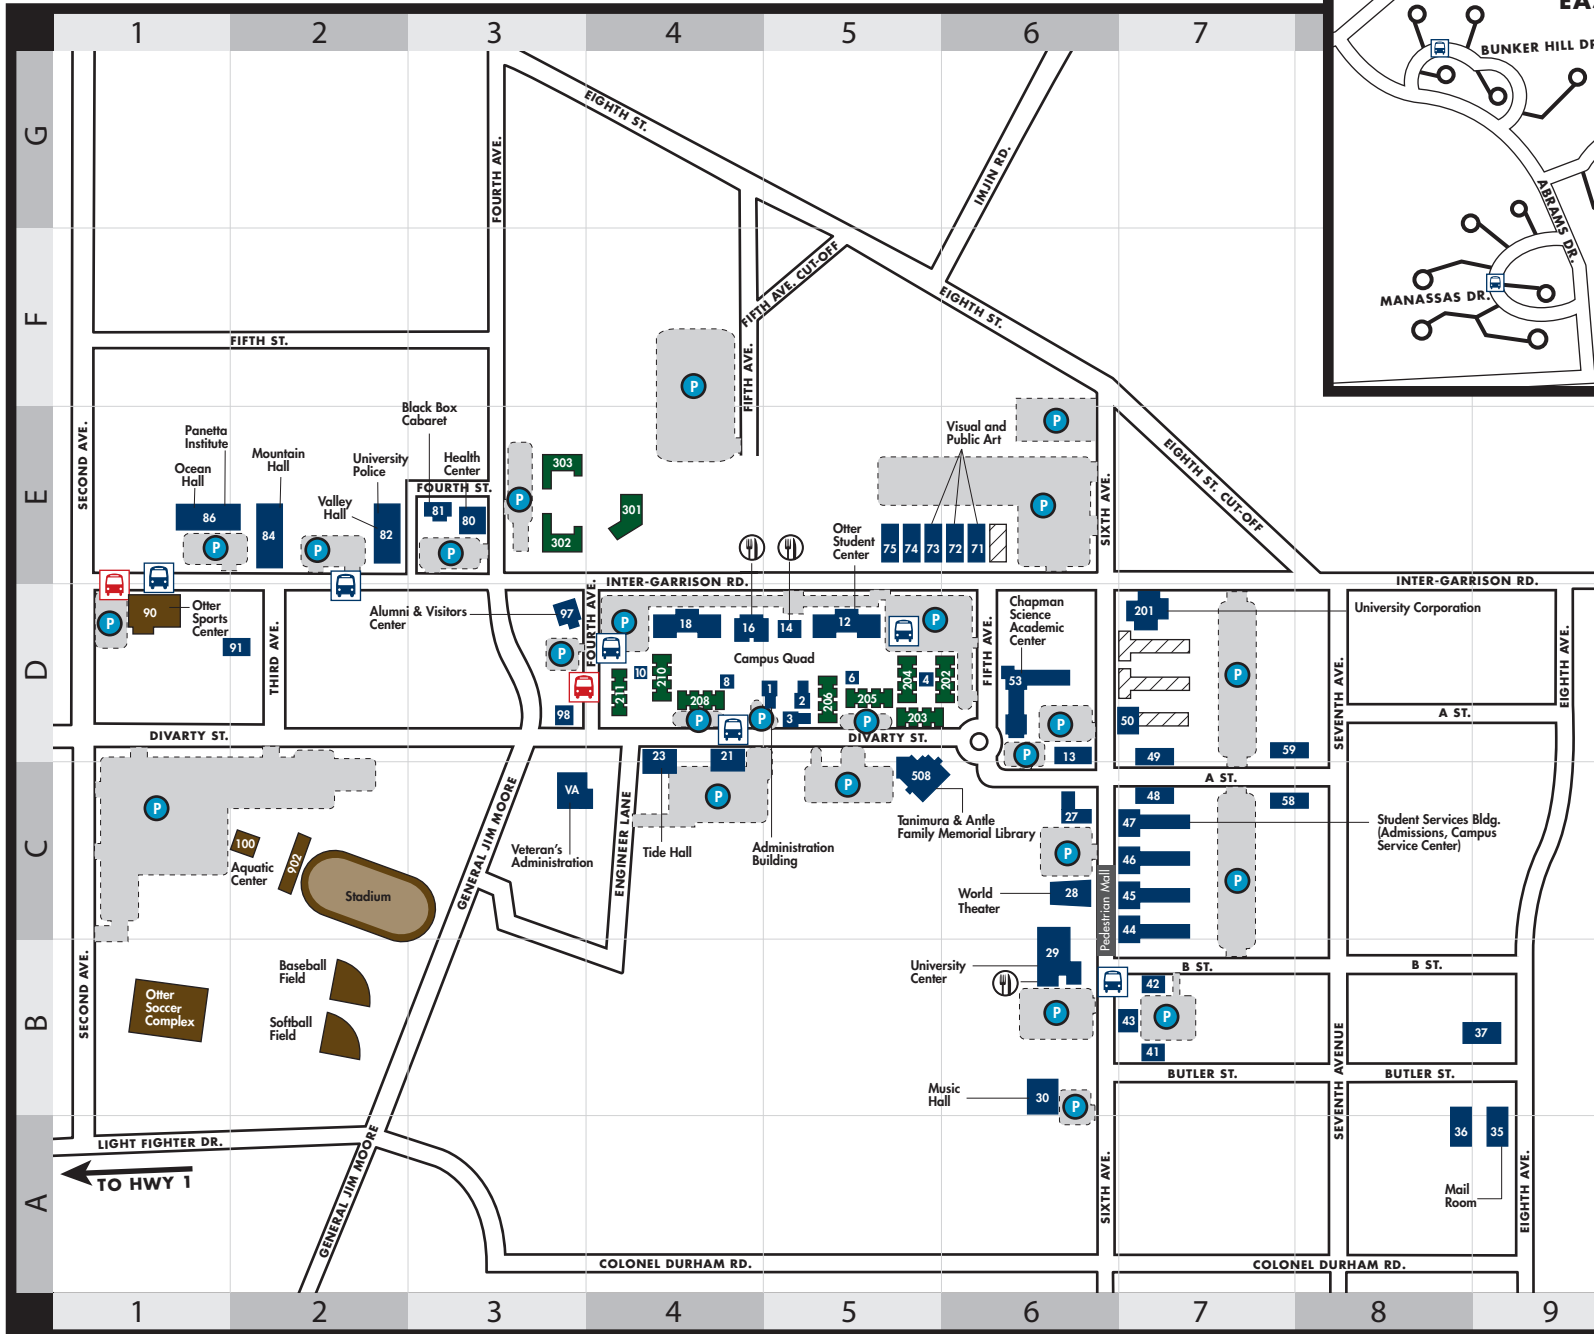 1 2 3 4 5 6 7
EA
BUNKER HILL DR
ABRAMS DR.
MANASSAS DR.
G
EIGHTH ST.
FOURTH AVE.
IMJIN RD.
F
FIFTH AVE. CUT-OFF
EIGHTH ST.
FIFTH ST.
FIFTH AVE.
P
E
SECOND AVE.
Black Box
Cabaret
Panetta
Institute
Ocean
Hall
Mountain
Hall
University
Police
Valley
Hall
Health
Center
FOURTH ST.
86
84
82
81
80
P
P
P
P
303
302
301
Visual and
Public Art
P
P
Otter
Student
Center
75 74 73 72 71
SIXTH AVE.
EIGHTH ST. CUT-OFF
INTER-GARRISON RD.
INTER-GARRISON RD.
D
P
90
Otter
Sports
Center
91
THIRD AVE.
Alumni & Visitors
Center
97
P
98
FOURTH AVE.
P
18
16
14
12
P
Campus Quad
10
211
210
8
208
P
1
2
3
P
206
6
205
P
204
4
202
203
FIFTH AVE.
Chapman
Science
Academic
Center
53
P
P
13
201
University Corporation
P
50
49
59
SEVENTH AVE.
EIGHTH AVE.
A ST.
DIVARTY ST.
DIVARTY ST.
A ST.
C
P
100
Aquatic
Center
902
Stadium
GENERAL JIM MOORE
VA
Veteran's
Administration
ENGINEER LANE
23
21
P
Tide Hall
Administration
Building
P
508
Tanimura & Antle
Family Memorial Library
27
P
World
Theater
28
Pedestrian Mall
48
58
47
46
45
44
P
Student Services Bldg.
(Admissions, Campus
Service Center)
B
SECOND AVE.
Otter
Soccer
Complex
Baseball
Field
Softball
Field
University
Center
29
P
B ST.
B ST.
42
43
P
41
37
BUTLER ST.
BUTLER ST.
Music
Hall
30
P
SEVENTH AVENUE
A
LIGHT FIGHTER DR.
TO HWY 1
GENERAL JIM MOORE
SIXTH AVE.
36
35
Mail
Room
EIGHTH AVE.
COLONEL DURHAM RD.
COLONEL DURHAM RD.
1 2 3 4 5 6 7 8 9